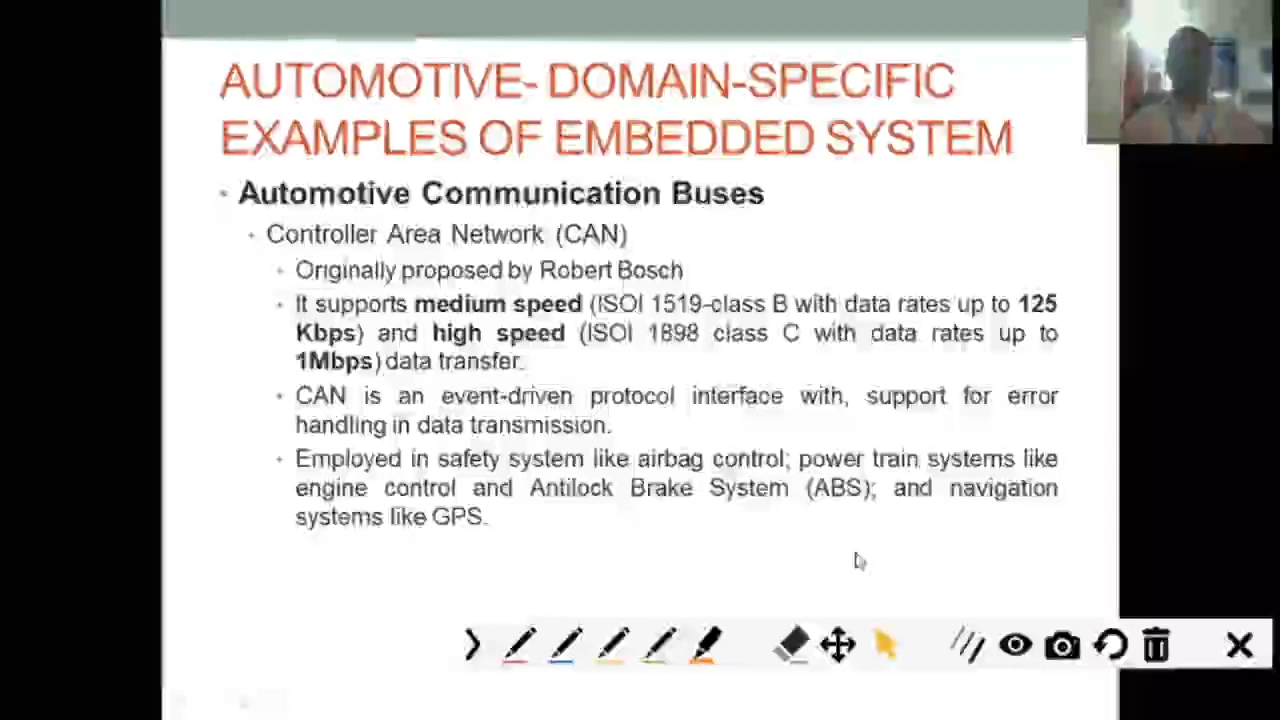 AUTOMOTIVE- DOMAIN-SPECIFIC
EXAMPLES OF EMBEDDED SYSTEM
• Automotive Communication Buses
• Controller Area Network (CAN)
• Originally proposed by Robert Bosch
• It supports medium speed (ISOl 1519-class B with data rates up to 125
Kbps) and high speed (ISOl 1898 class C with data rates up to
1Mbps) data transfer.
• CAN is an event-driven protocol interface with, support for error
handling in data transmission.
• Employed in safety system like airbag control; power train systems like
engine control and Antilock Brake System (ABS); and navigation
systems like GPS.